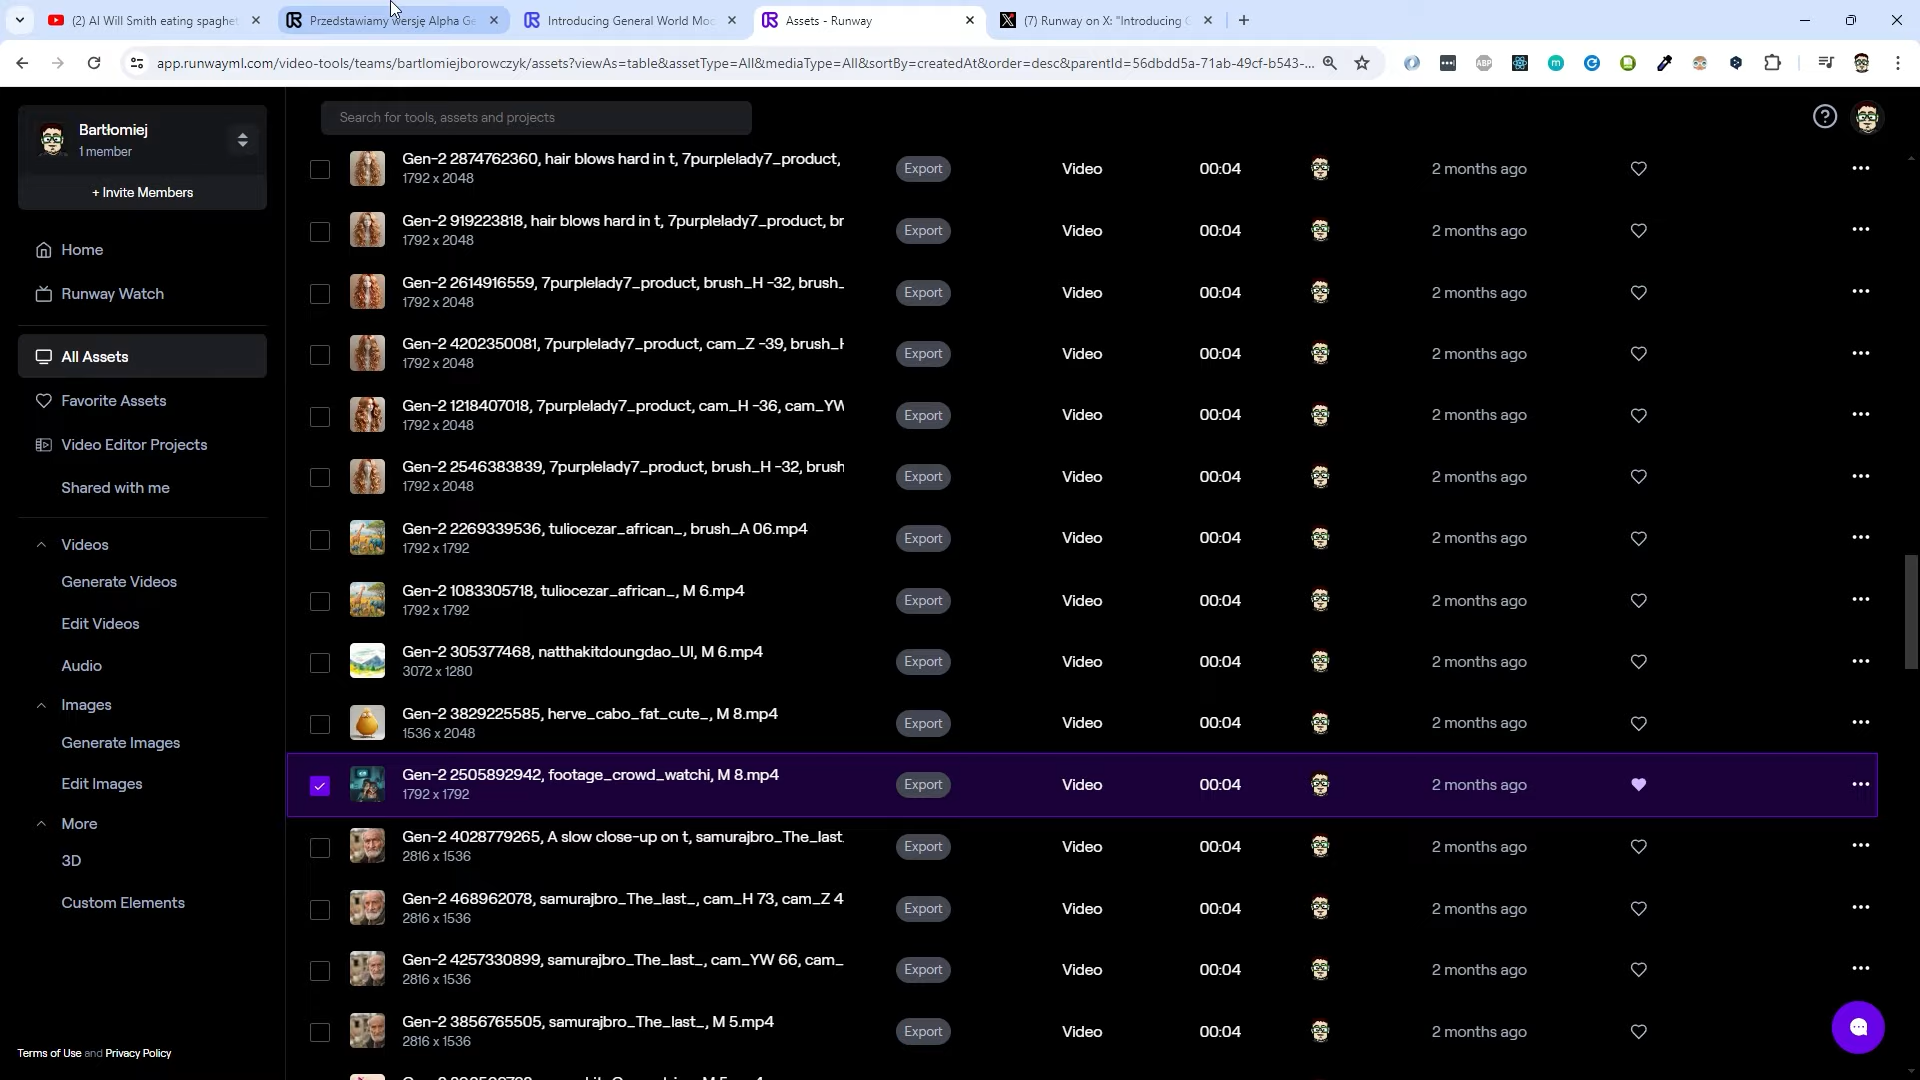 (2) AI Will Smith eating spaghet
Przedstawiamy wersję Alpha Ge
Introducing General World Mod
Assets - Runway
(7) Runway on X: "Introducing G
app.runwayml.com/video-tools/teams/bartlomiejborowczyk/assets?viewAs=table&assetType=All&mediaType=All&sortBy=createdAt&order=desc&parentId=56dbdd5a-71ab-49cf-b543-...
ABP
Bartłomiej
1 member
+ Invite Members
Home
Runway Watch
All Assets
Favorite Assets
Video Editor Projects
Shared with me
Videos
Generate Videos
Edit Videos
Audio
Images
Generate Images
Edit Images
More
3D
Custom Elements
Terms of Use and Privacy Policy
Search for tools, assets and projects
Gen-2 2874762360, hair blows hard in t, 7purplelady7_product,
1792 x 2048
Export Video 00:04 2 months ago
Gen-2 919223818, hair blows hard in t, 7purplelady7_product, br
1792 x 2048
Export Video 00:04 2 months ago
Gen-2 2614916559, 7purplelady7_product, brush_H -32, brush_
1792 x 2048
Export Video 00:04 2 months ago
Gen-2 4202350081, 7purplelady7_product, cam_Z -39, brush_H
1792 x 2048
Export Video 00:04 2 months ago
Gen-2 1218407018, 7purplelady7_product, cam_H -36, cam_YW
1792 x 2048
Export Video 00:04 2 months ago
Gen-2 2546383839, 7purplelady7_product, brush_H -32, brush
1792 x 2048
Export Video 00:04 2 months ago
Gen-2 2269339536, tuliocezar_african_, brush_A 06.mp4
1792 x 1792
Export Video 00:04 2 months ago
Gen-2 1083305718, tuliocezar_african_, M 6.mp4
1792 x 1792
Export Video 00:04 2 months ago
Gen-2 305377468, natthakitdoungdao_UI, M 6.mp4
3072 x 1280
Export Video 00:04 2 months ago
Gen-2 3829225585, herve_cabo_fat_cute_, M 8.mp4
1536 x 2048
Export Video 00:04 2 months ago
Gen-2 2505892942, footage_crowd_watchi, M 8.mp4
1792 x 1792
Export Video 00:04 2 months ago
Gen-2 4028779265, A slow close-up on t, samurajbro_The_last
2816 x 1536
Export Video 00:04 2 months ago
Gen-2 468962078, samurajbro_The_last_, cam_H 73, cam_Z 4
2816 x 1536
Export Video 00:04 2 months ago
Gen-2 4257330899, samurajbro_The_last_, cam_YW 66, cam_
2816 x 1536
Export Video 00:04 2 months ago
Gen-2 3856765505, samurajbro_The_last_, M 5.mp4
2816 x 1536
Export Video 00:04 2 months ago